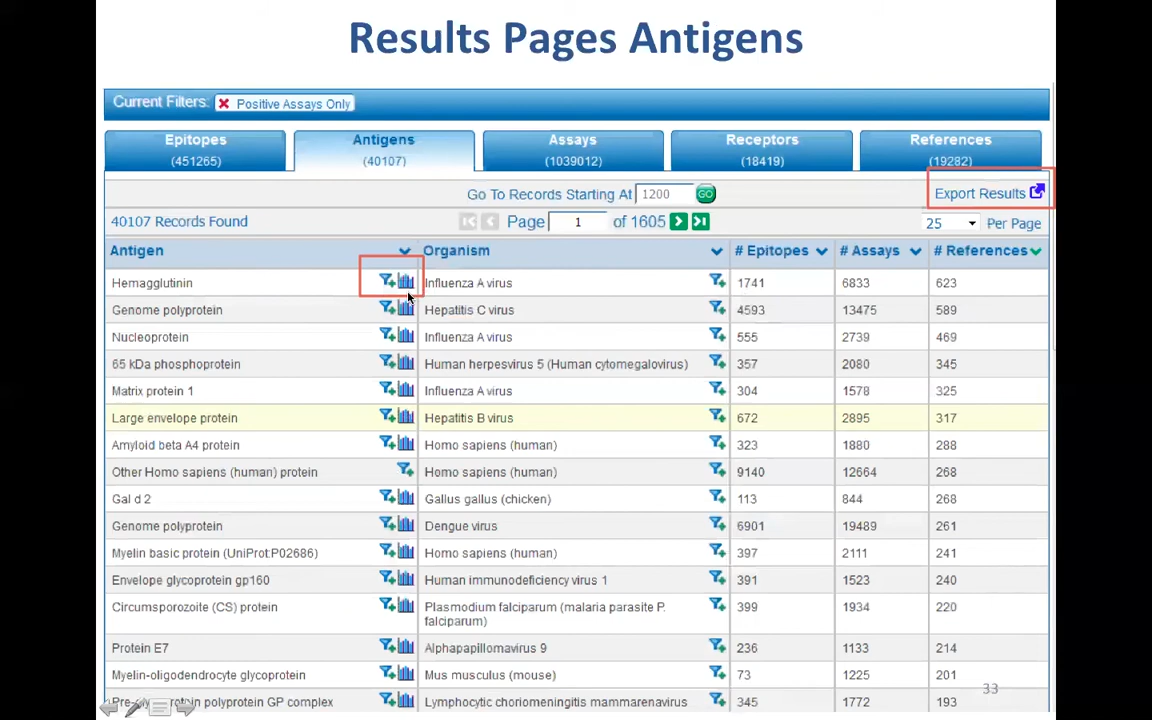 Results Pages Antigens
Current Filters: Positive Assays Only
Epitopes Antigens Assays Receptors References
(451265) (40107) (1039012) (18419) (19282)
Go To Records Starting At 1200 GO Export Results
40107 Records Found Page 1 of 1605 25 Per Page
Antigen Organism # Epitopes # Assays # References
Hemagglutinin Influenza A virus 1741 6833 623
Genome polyprotein Hepatitis C virus 4593 13475 589
Nucleoprotein Influenza A virus 555 2739 469
65 kDa phosphoprotein Human herpesvirus 5 (Human cytomegalovirus) 357 2080 345
Matrix protein 1 Influenza A virus 304 1578 325
Large envelope protein Hepatitis B virus 672 2895 317
Amyloid beta A4 protein Homo sapiens (human) 323 1880 288
Other Homo sapiens (human) protein Homo sapiens (human) 9140 12664 268
Gal d 2 Gallus gallus (chicken) 113 844 268
Genome polyprotein Dengue virus 6901 19489 261
Myelin basic protein (UniProt:P02686) Homo sapiens (human) 397 2111 241
Envelope glycoprotein gp160 Human immunodeficiency virus 1 391 1523 240
Circumsporozoite (CS) protein Plasmodium falciparum (malaria parasite P. 399 1934 220
falciparum)
Protein E7 Alphapapillomavirus 9 236 1133 214
Myelin-oligodendrocyte glycoprotein Mus musculus (mouse) 73 1225 201
33
polyprotein GP complex Lymphocytic choriomeningitis mammarenavirus 345 1772 193